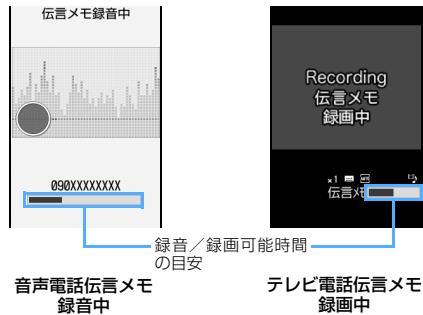 伝言メモ録音中
090XXXXXXXX
Recording
伝言メモ
録画中
×1
AUTO
伝言メモ
録音／録画可能時間
の目安
音声電話伝言メモ
録音中
テレビ電話伝言メモ
録画中